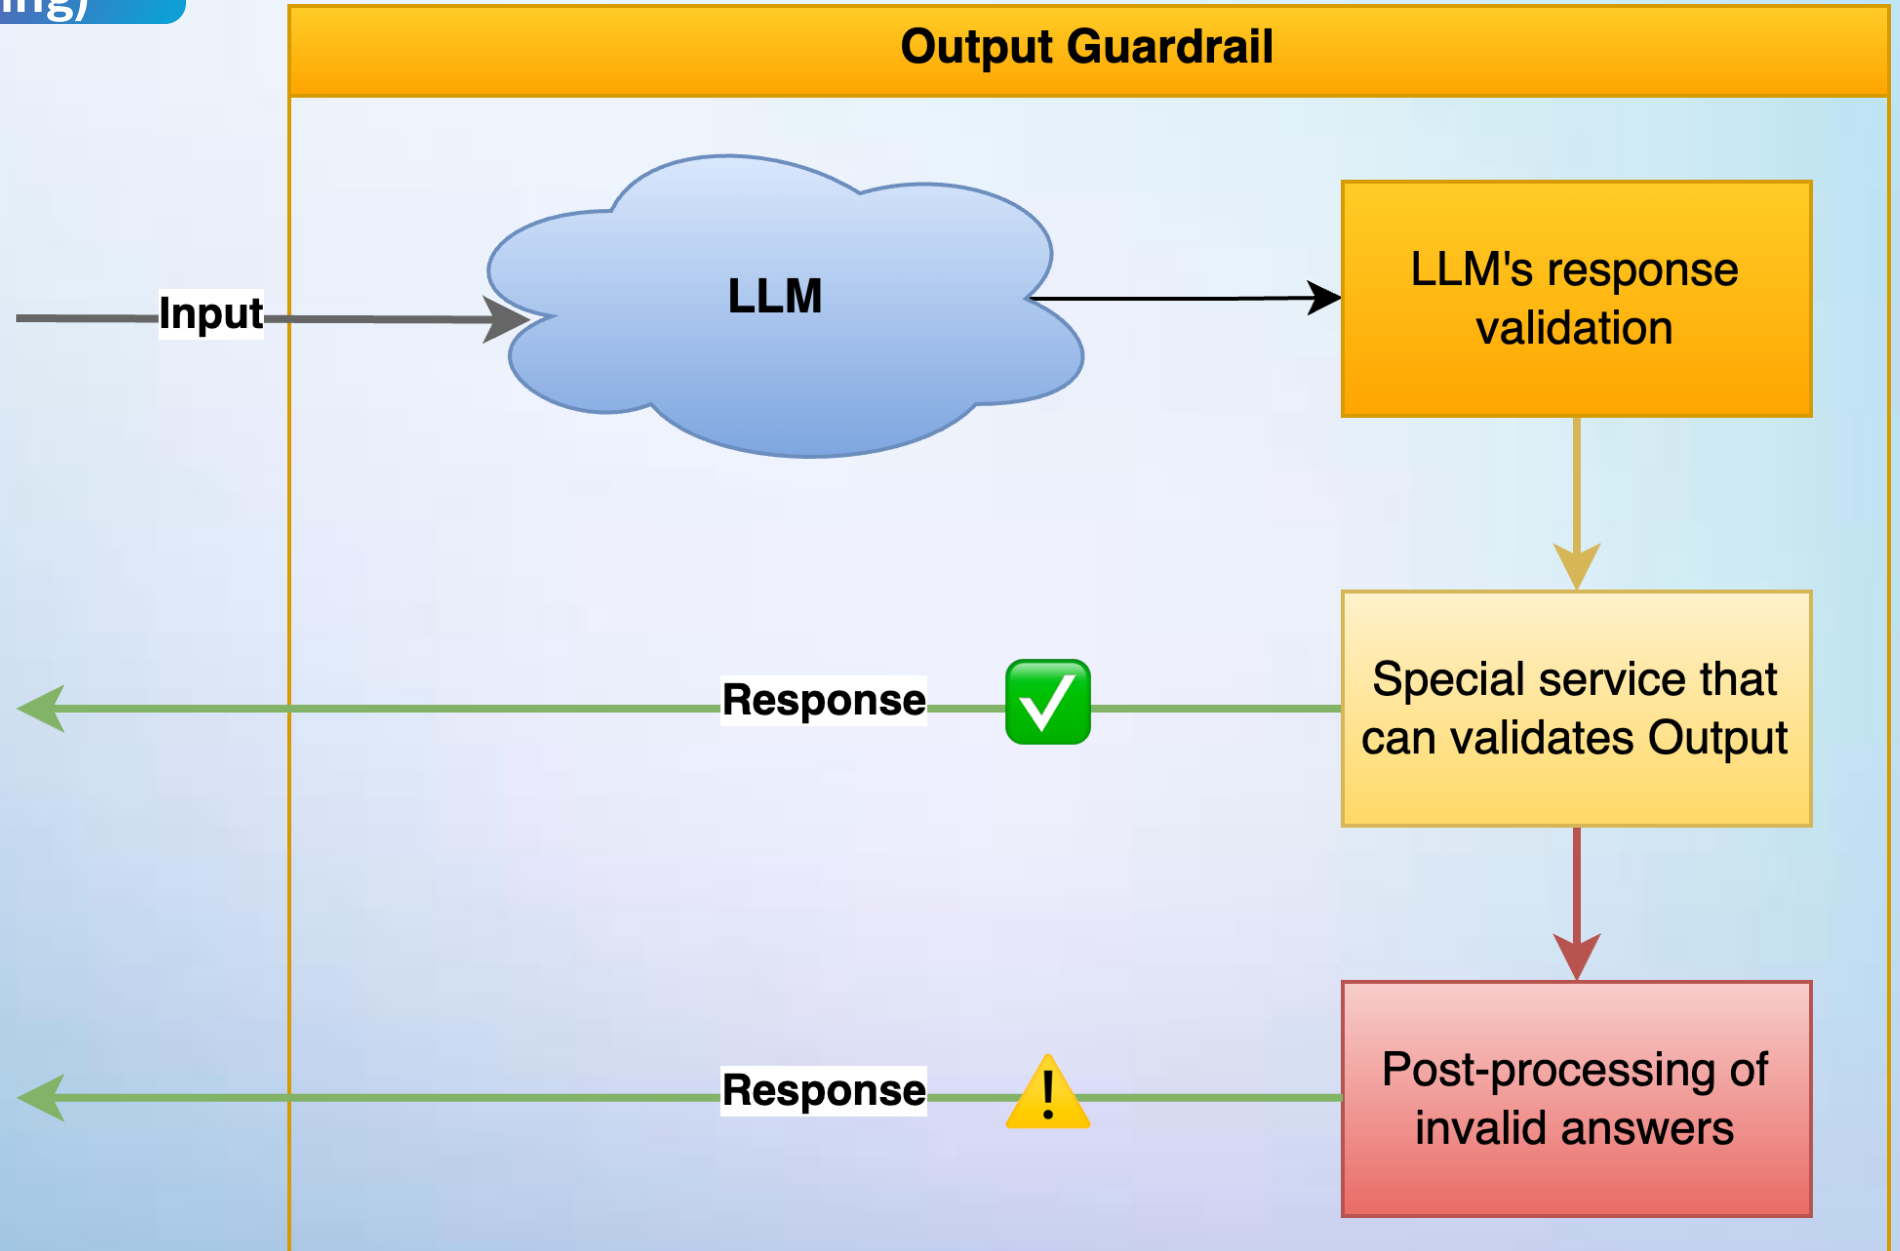 Output Guardrail
LLM
LLM's response
validation
Input
Response
Special service that
can validates Output
Response
Post-processing of
invalid answers